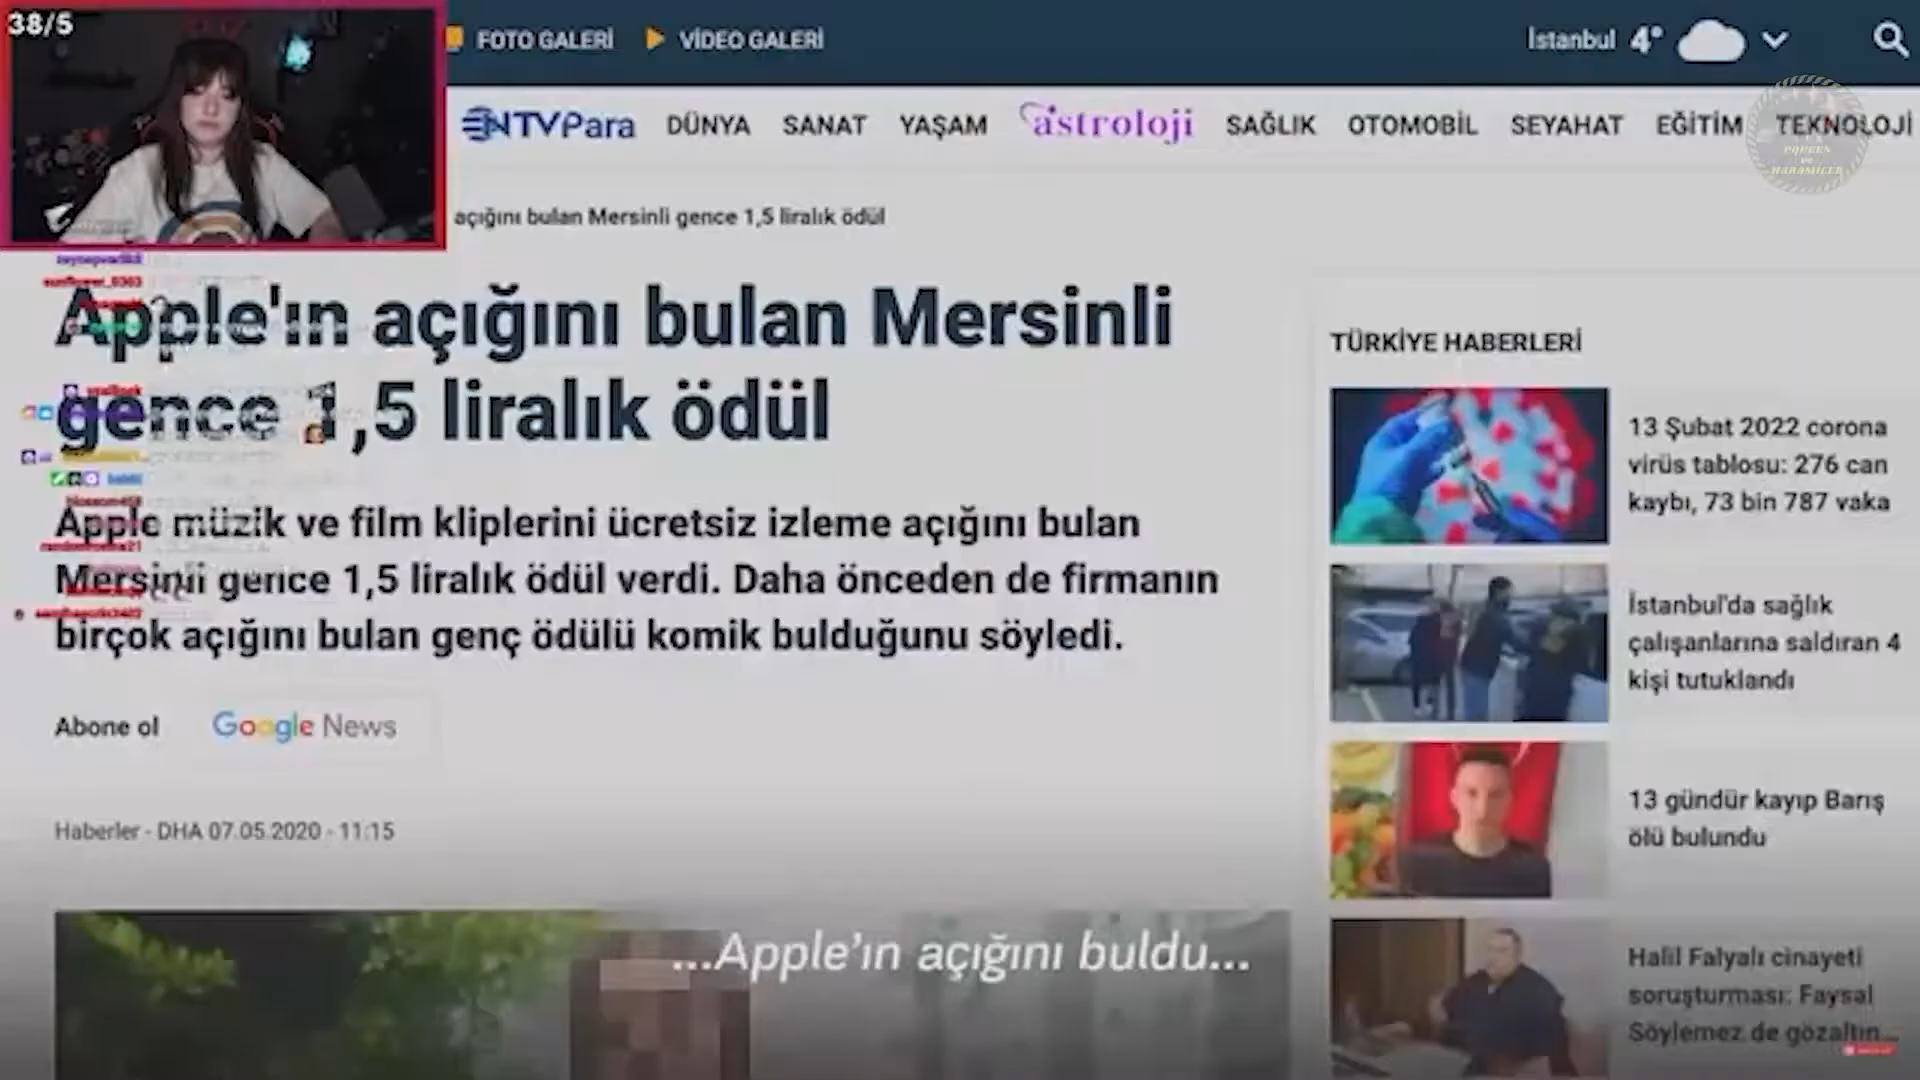 38/5
FOTO GALERİ
VİDEO GALERİ
İstanbul 4°
NTVPara DÜNYA SANAT YAŞAM astroloji SAĞLIK OTOMOBİL SEYAHAT EĞİTİM TEKNOLOJİ
açığını bulan Mersinli gence 1,5 liralık ödül
Apple'ın açığını bulan Mersinli
gence 1,5 liralık ödül
Apple müzik ve film kliplerini ücretsiz izleme açığını bulan
Mersinli gence 1,5 liralık ödül verdi. Daha önceden de firmanın
birçok açığını bulan genç ödülü komik bulduğunu söyledi.
Abone ol Google News
Haberler - DHA 07.05.2020 - 11:15
TÜRKİYE HABERLERİ
13 Şubat 2022 corona
virüs tablosu: 276 can
kaybı, 73 bin 787 vaka
İstanbul'da sağlık
çalışanlarına saldıran 4
kişi tutuklandı
13 gündür kayıp Barış
ölü bulundu
Halil Falyalı cinayeti
soruşturması: Faysal
Söylemez de gözaltın...
...Apple'ın açığını buldu...